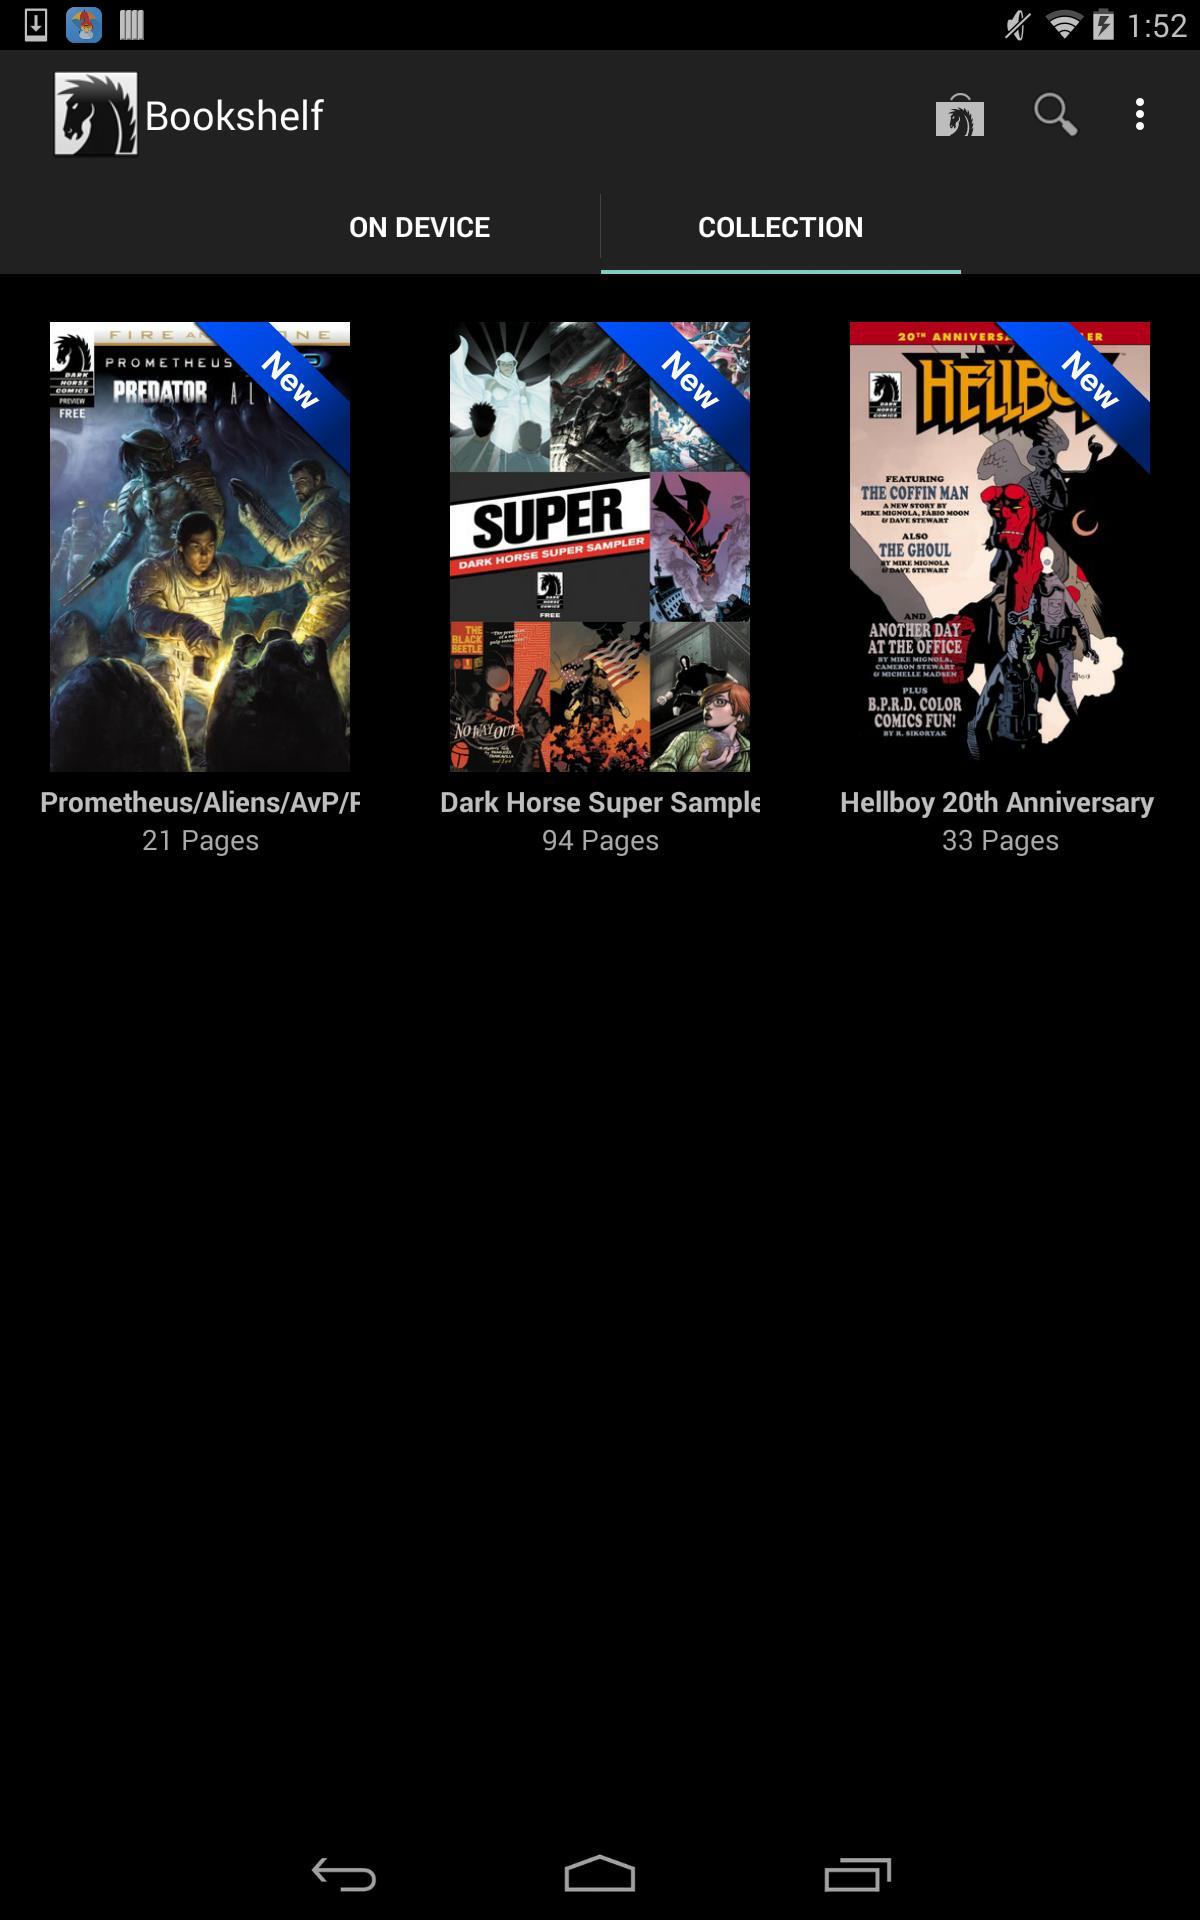 1:52
Bookshelf
ON DEVICE
COLLECTION
FIRE
PROMETHEUS
PREDATOR
DARK
HORSE
COMICS
PREVIEW
FREE
New
Prometheus/Aliens/AvP/
21 Pages
New
SUPER
DARK HORSE SUPER SAMPLER
DARK
HORSE
COMICS
FREE
THE
BLACK
BEETLE
NO WAY OUT
Dark Horse Super Sample
94 Pages
20TH
New
FEATURING
THE COFFIN MAN
A NEW STORY BY
MIKE MIGNOLA, FÁBIO MOON
& DAVE STEWART
ALSO
THE GHOUL
BY MIKE MIGNOLA
& DAVE STEWART
AND
ANOTHER DAY
AT THE OFFICE
BY MIKE MIGNOLA,
CAMERON STEWART
& MICHELLE MADSEN
PLUS
B.P.R.D. COLOR
COMICS FUN!
BY R. SIKORYAK
Hellboy 20th Anniversary
33 Pages